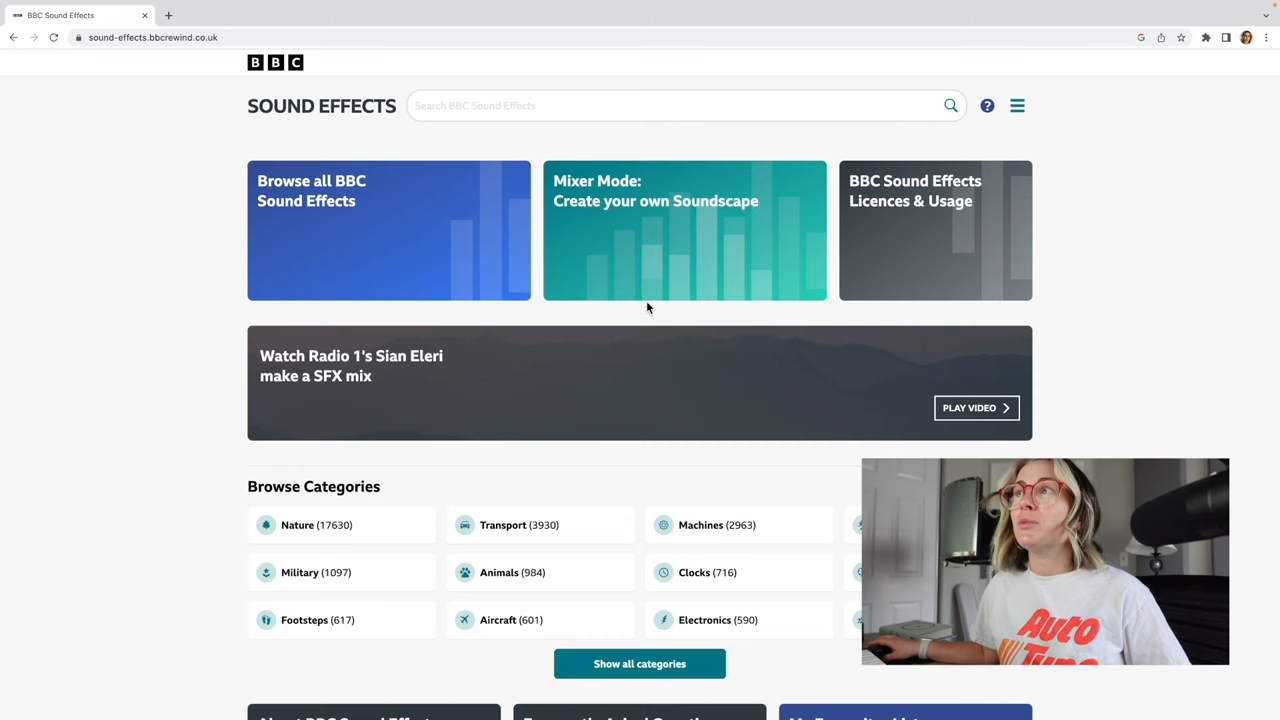 BBC Sound Effects
sound-effects.bbcrewind.co.uk
BBC
SOUND EFFECTS
Search BBC Sound Effects
Browse all BBC
Sound Effects
Mixer Mode:
Create your own Soundscape
BBC Sound Effects
Licences & Usage
Watch Radio 1's Sian Eleri
make a SFX mix
PLAY VIDEO
Browse Categories
Nature (17630)
Transport (3930)
Machines (2963)
Military (1097)
Animals (984)
Clocks (716)
Footsteps (617)
Aircraft (601)
Electronics (590)
Show all categories
Auto